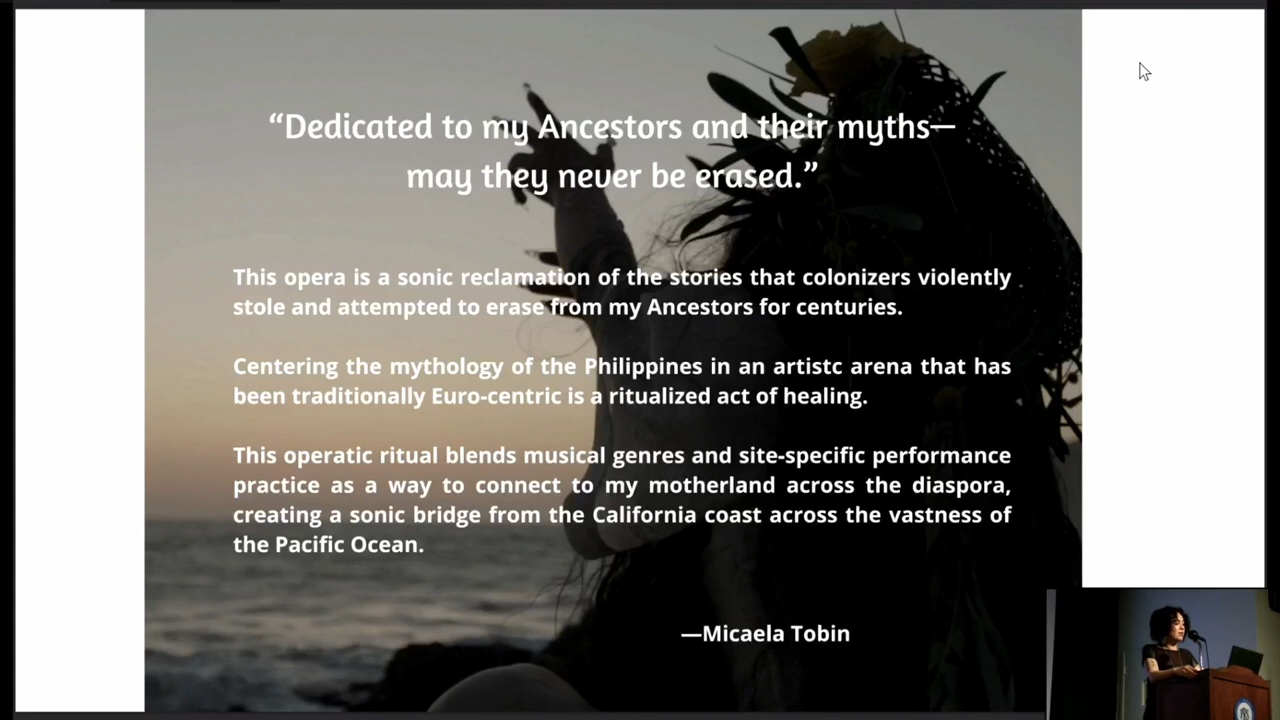 “Dedicated to my Ancestors and their myths—
may they never be erased.”
This opera is a sonic reclamation of the stories that colonizers violently
stole and attempted to erase from my Ancestors for centuries.
Centering the mythology of the Philippines in an artistc arena that has
been traditionally Euro-centric is a ritualized act of healing.
This operatic ritual blends musical genres and site-specific performance
practice as a way to connect to my motherland across the diaspora,
creating a sonic bridge from the California coast across the vastness of
the Pacific Ocean.
—Micaela Tobin